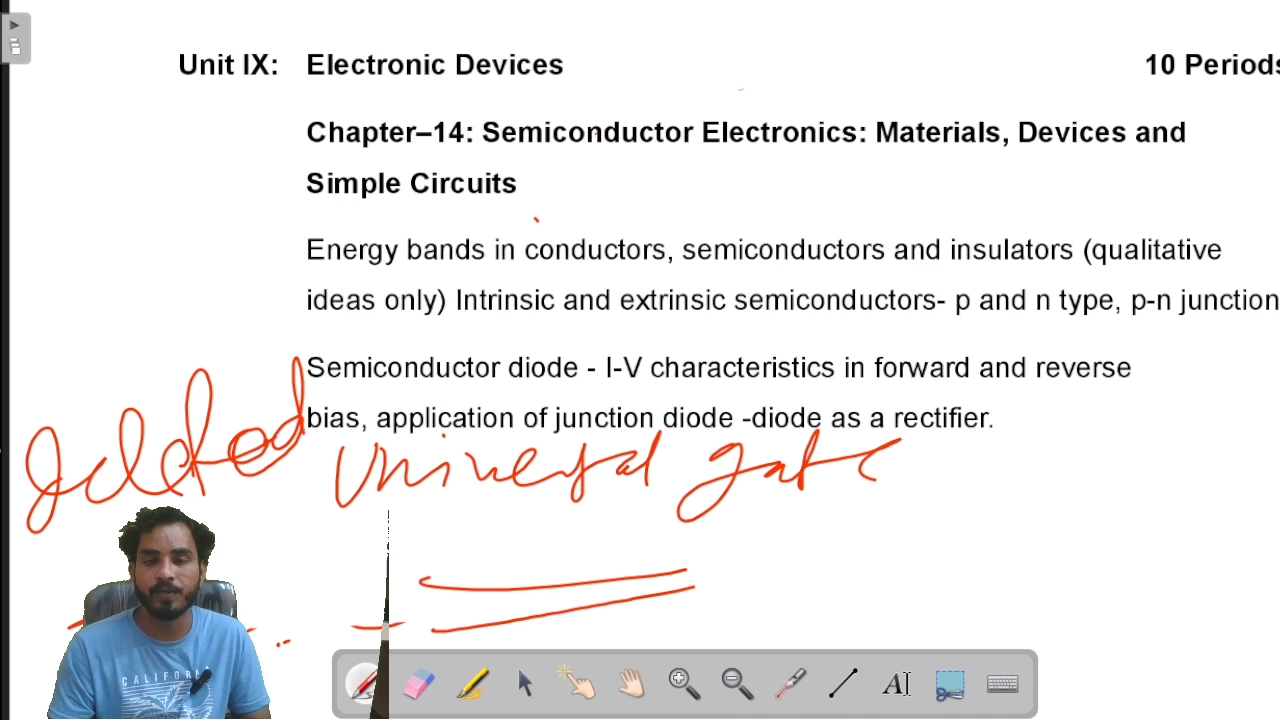 Unit IX: Electronic Devices 10 Periods
Chapter–14: Semiconductor Electronics: Materials, Devices and
Simple Circuits
Energy bands in conductors, semiconductors and insulators (qualitative
ideas only) Intrinsic and extrinsic semiconductors- p and n type, p-n junction
Semiconductor diode - I-V characteristics in forward and reverse
bias, application of junction diode -diode as a rectifier.
Universal gate
CALIFORNIA